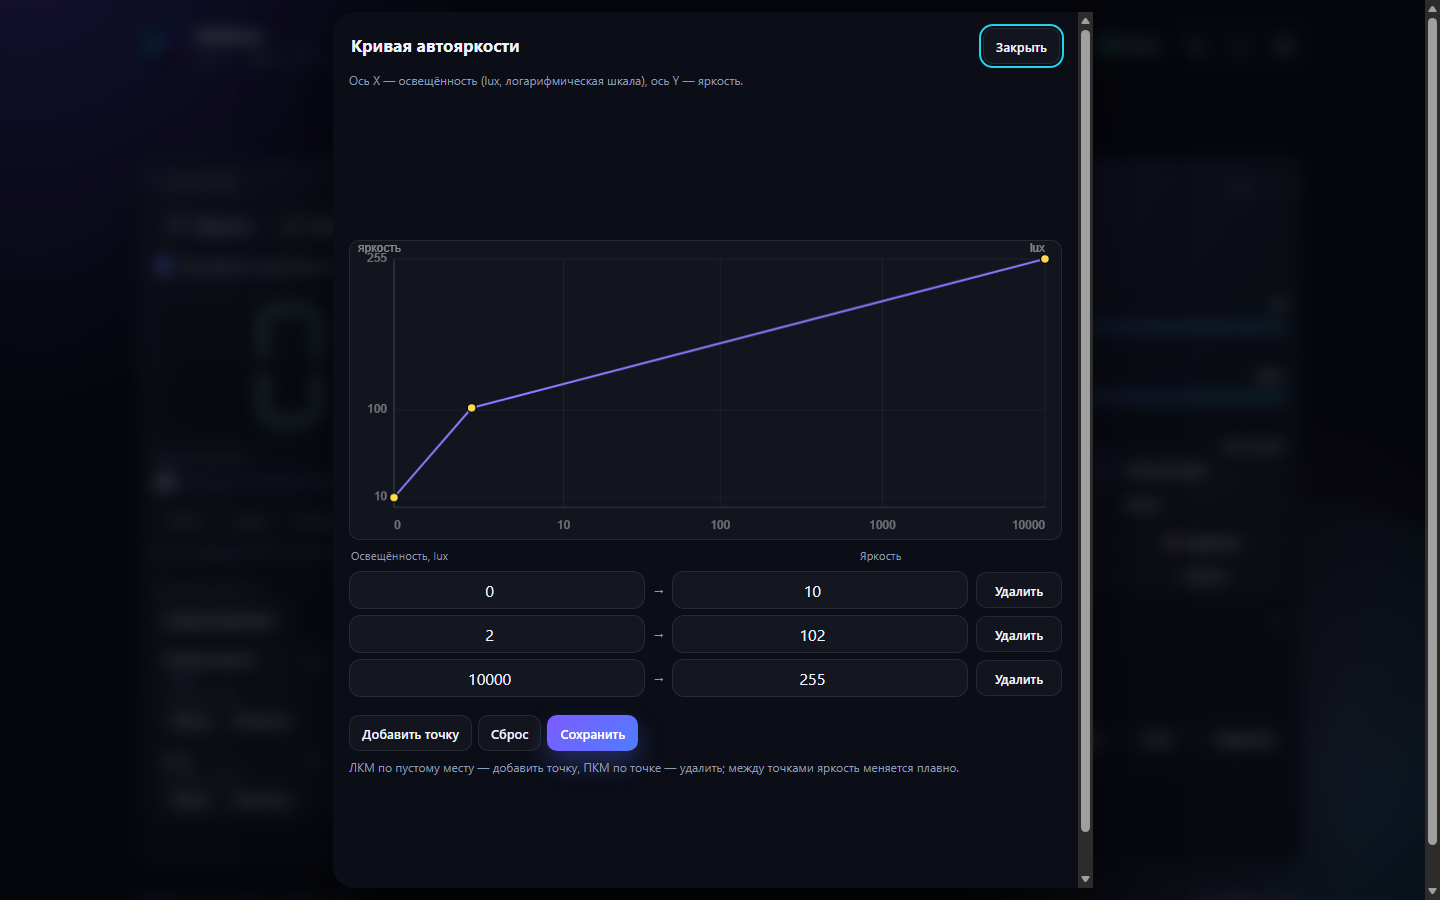 Кривая автояркости
Закрыть
Ось X — освещённость (lux, логарифмическая шкала), ось Y — яркость.
яркость
lux
255
100
10
0 10 100 1000 10000
Освещённость, lux Яркость
0 → 10 Удалить
2 → 102 Удалить
10000 → 255 Удалить
Добавить точку Сброс Сохранить
ЛКМ по пустому месту — добавить точку, ПКМ по точке — удалить; между точками яркость меняется плавно.